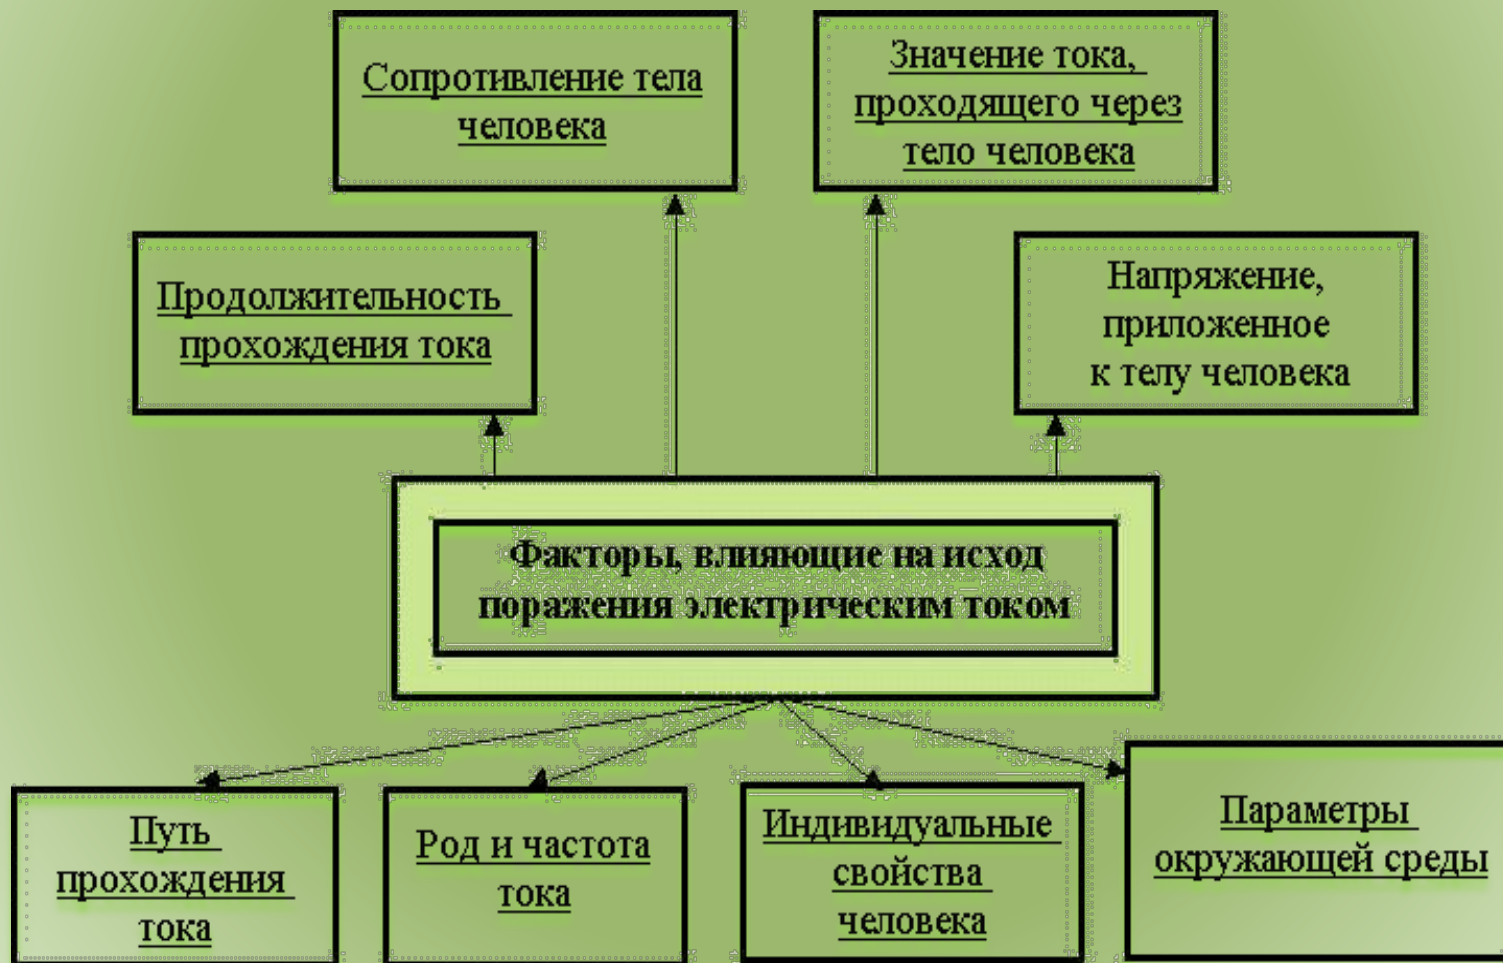 Сопротивление тела
человека
Значение тока,
проходящего через
тело человека
Продолжительность
прохождения тока
Напряжение,
приложенное
к телу человека
Факторы, влияющие на исход
поражения электрическим током
Путь
прохождения
тока
Род и частота
тока
Индивидуальные
свойства
человека
Параметры
окружающей среды